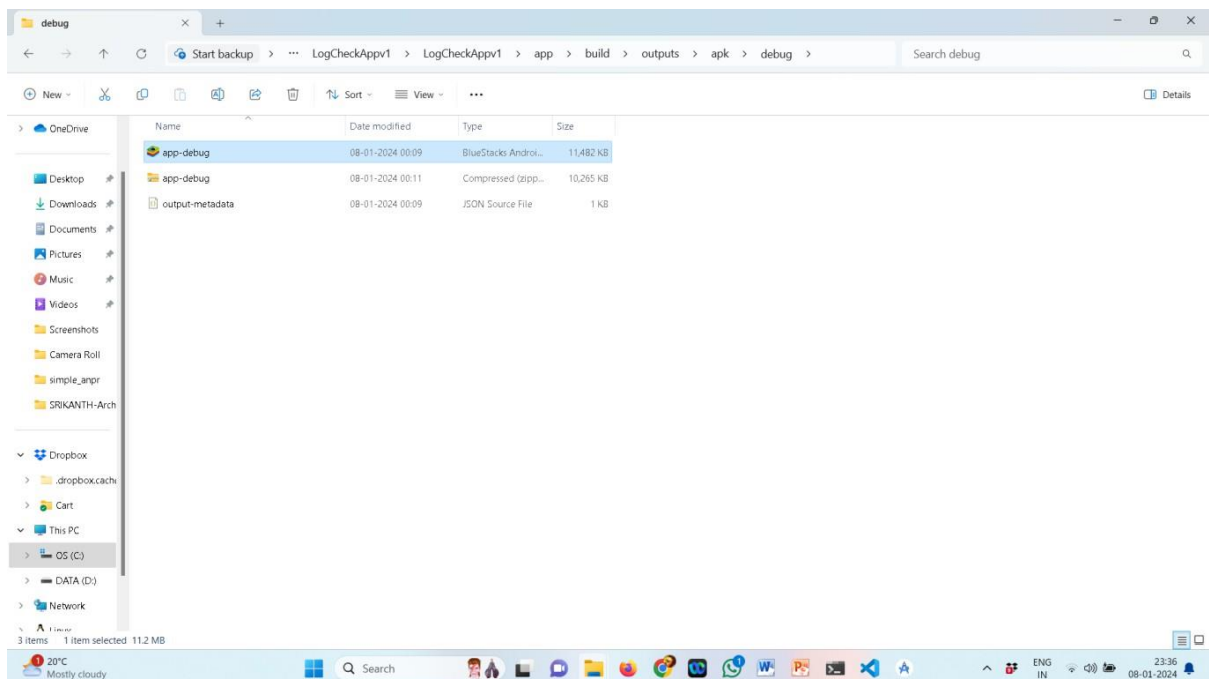 debug
Start backup > ... LogCheckAppv1 > LogCheckAppv1 > app > build > outputs > apk > debug >
Search debug
New
Sort
View
...
Details
OneDrive
Desktop
Downloads
Documents
Pictures
Music
Videos
Screenshots
Camera Roll
simple_anpr
SRIKANTH-Arch
Dropbox
.dropbox.cache
Cart
This PC
OS (C:)
DATA (D:)
Network
Name Date modified Type Size
app-debug 08-01-2024 00:09 BlueStacks Androi... 11,482 KB
app-debug 08-01-2024 00:11 Compressed (zipp... 10,265 KB
output-metadata 08-01-2024 00:09 JSON Source File 1 KB
3 items 1 item selected 11.2 MB
1
20°C
Mostly cloudy
Search
ENG
IN
23:36
08-01-2024